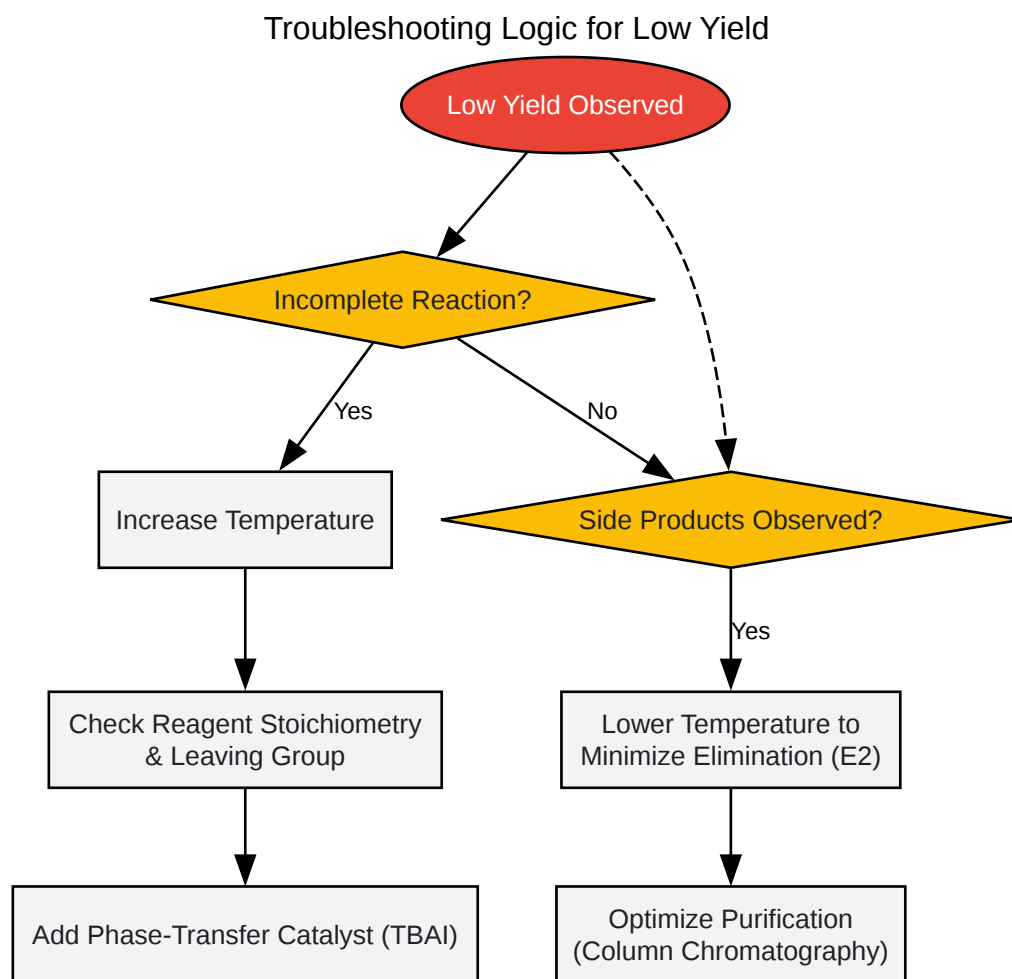 Troubleshooting Logic for Low Yield
Low Yield Observed
Incomplete Reaction?
Yes
No
Increase Temperature
Side Products Observed?
Yes
Check Reagent Stoichiometry
& Leaving Group
Lower Temperature to
Minimize Elimination (E2)
Add Phase-Transfer Catalyst (TBAI)
Optimize Purification
(Column Chromatography)